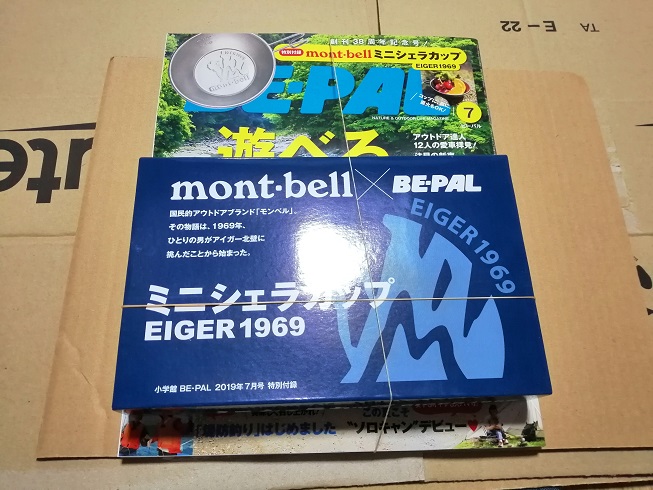 TA E-22
創刊38周年記念号
特別付録 mont·bell ミニシェラカップ
EIGER1969
BE-PAL
NATURE & OUTDOOR LIFE MAGAZINE
7
遊べる
アウトドア達人
12人の愛車拝見!
mont·bell × BE-PAL
国民的アウトドアブランド「モンベル」。
その物語は、1969年、
ひとりの男がアイガー北壁に
挑んだことから始まった。
EIGER1969
ミニシェラカップ
EIGER1969
小学館 BE-PAL 2019年7月号 特別付録
「堤防釣り」はじめました
"ソロキャン"デビュー